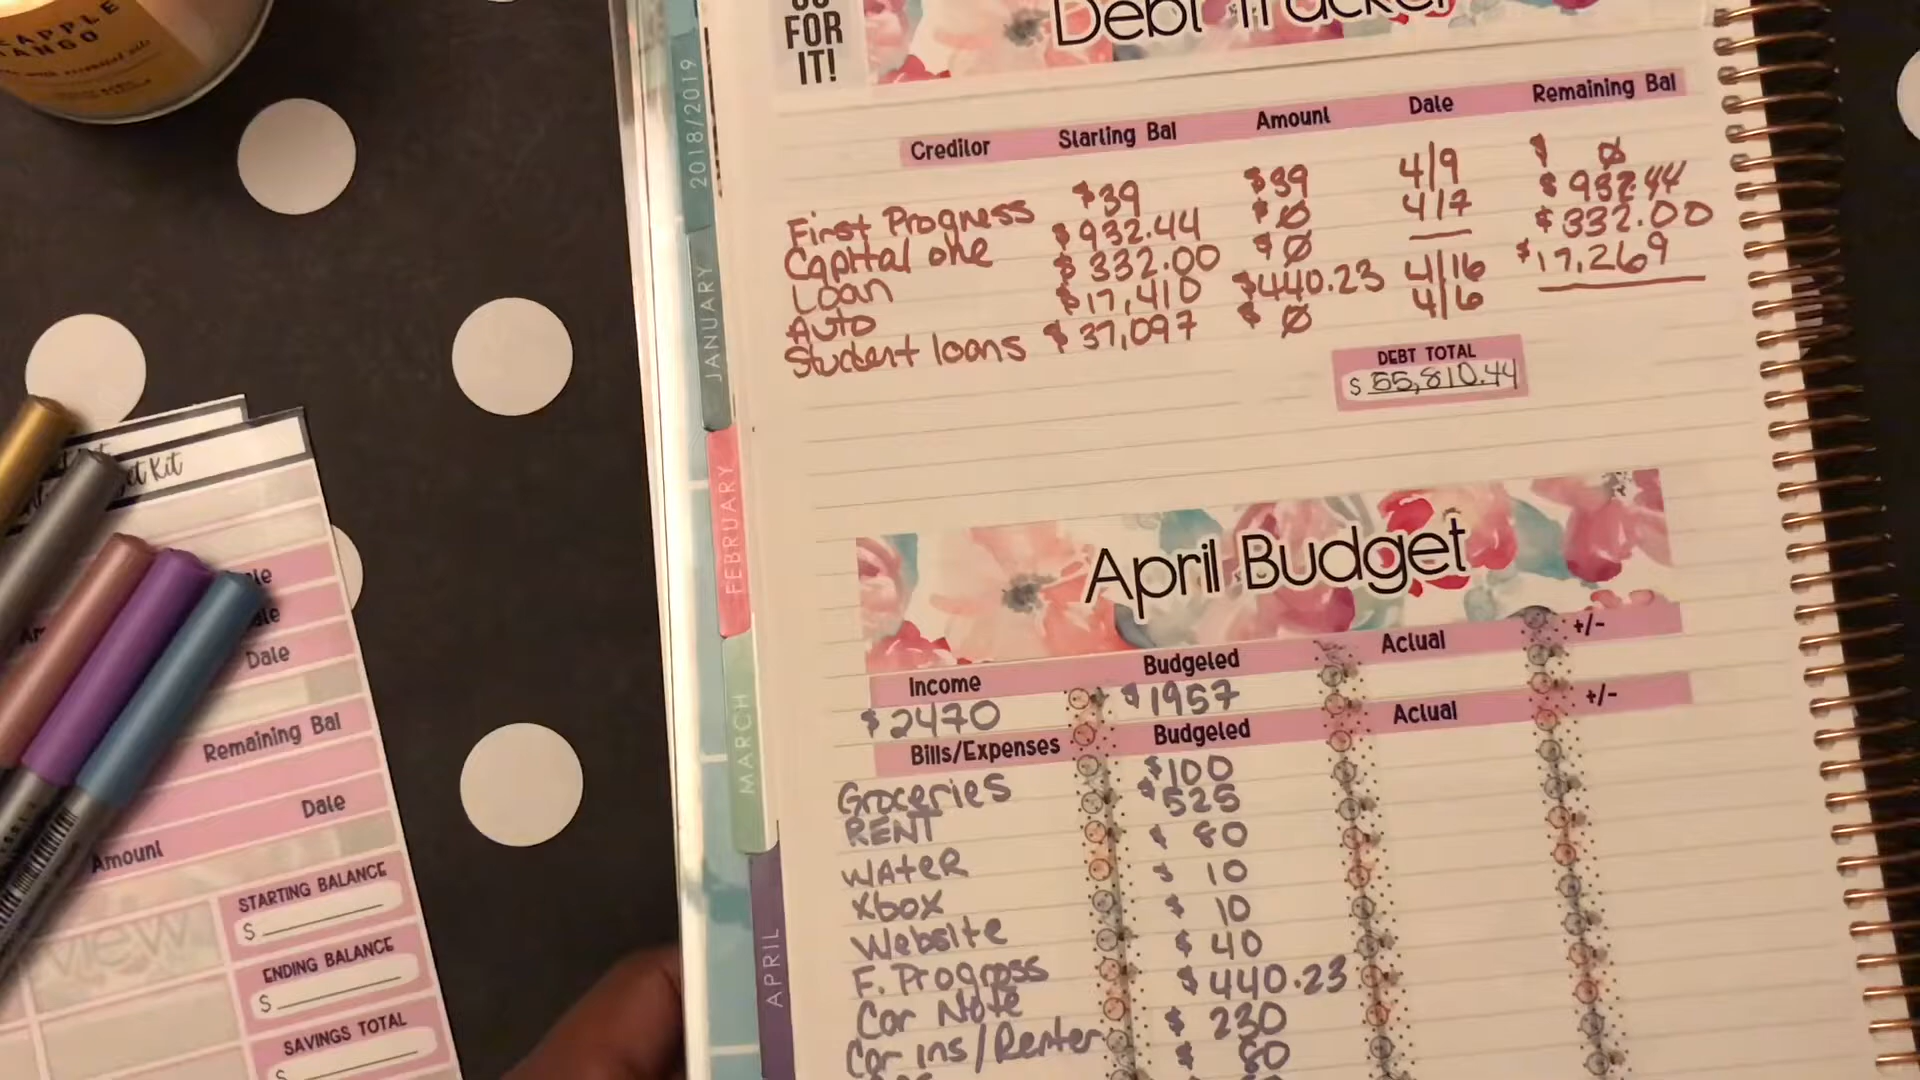 GO
FOR
IT!
Debt Tracker
Creditor Starting Bal Amount Date Remaining Bal
First Progress $39 $39 4/9 $ Ø
Capital one $932.44 $Ø 4/7 $932.44
Loan $332.00 $Ø — $332.00
Auto $17,410 $440.23 4/16 $17,269
Student loans $37,097 $Ø 4/6
DEBT TOTAL
$ 55,810.44
April Budget
Income Budgeted Actual +/-
$2470 $1957
Bills/Expenses Budgeted Actual +/-
Groceries $100
RENT $525
WATER $80
Xbox $10
Website $10
F. Progress $40
Car Note $440.23
Car ins/Renter $230
$80
2018/2019
JANUARY
FEBRUARY
MARCH
APRIL
Kit
Date
Remaining Bal
Date
Amount
STARTING BALANCE
$
ENDING BALANCE
$
SAVINGS TOTAL
$